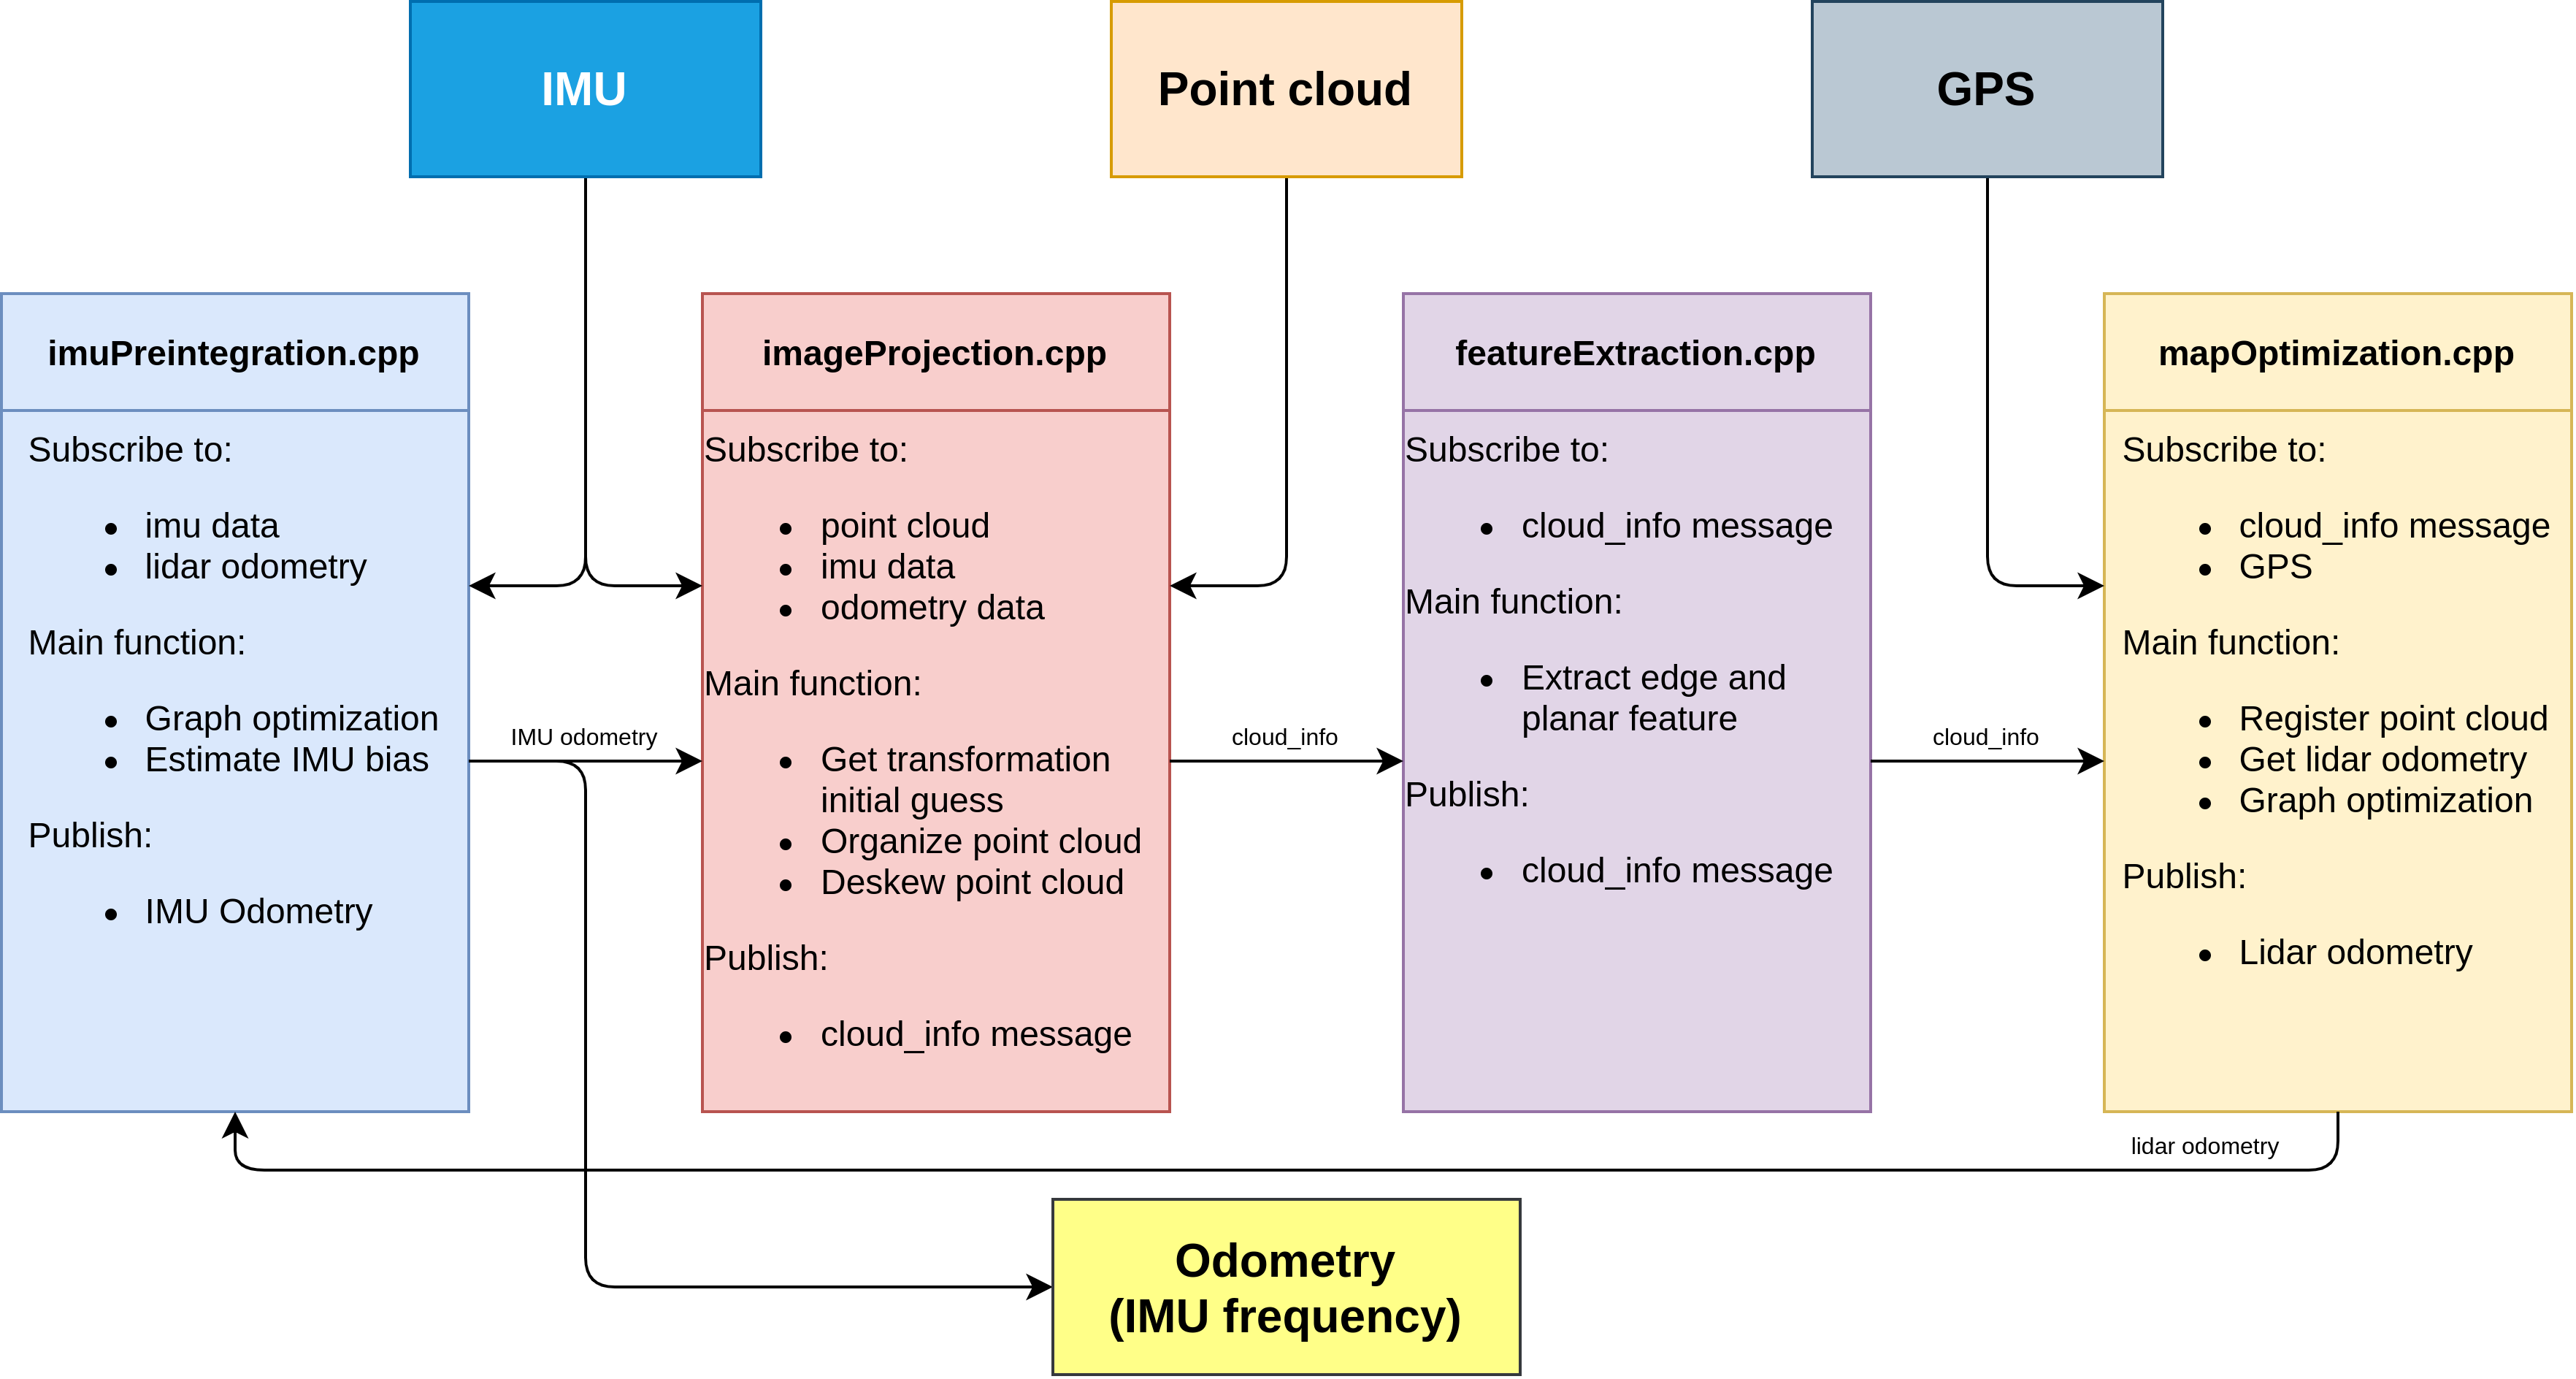 IMU
Point cloud
GPS
imuPreintegration.cpp
Subscribe to:
imu data
lidar odometry
Main function:
Graph optimization
Estimate IMU bias
Publish:
IMU Odometry
IMU odometry
imageProjection.cpp
Subscribe to:
point cloud
imu data
odometry data
Main function:
Get transformation
initial guess
Organize point cloud
Deskew point cloud
Publish:
cloud_info message
cloud_info
featureExtraction.cpp
Subscribe to:
cloud_info message
Main function:
Extract edge and
planar feature
Publish:
cloud_info message
cloud_info
mapOptimization.cpp
Subscribe to:
cloud_info message
GPS
Main function:
Register point cloud
Get lidar odometry
Graph optimization
Publish:
Lidar odometry
lidar odometry
Odometry
(IMU frequency)